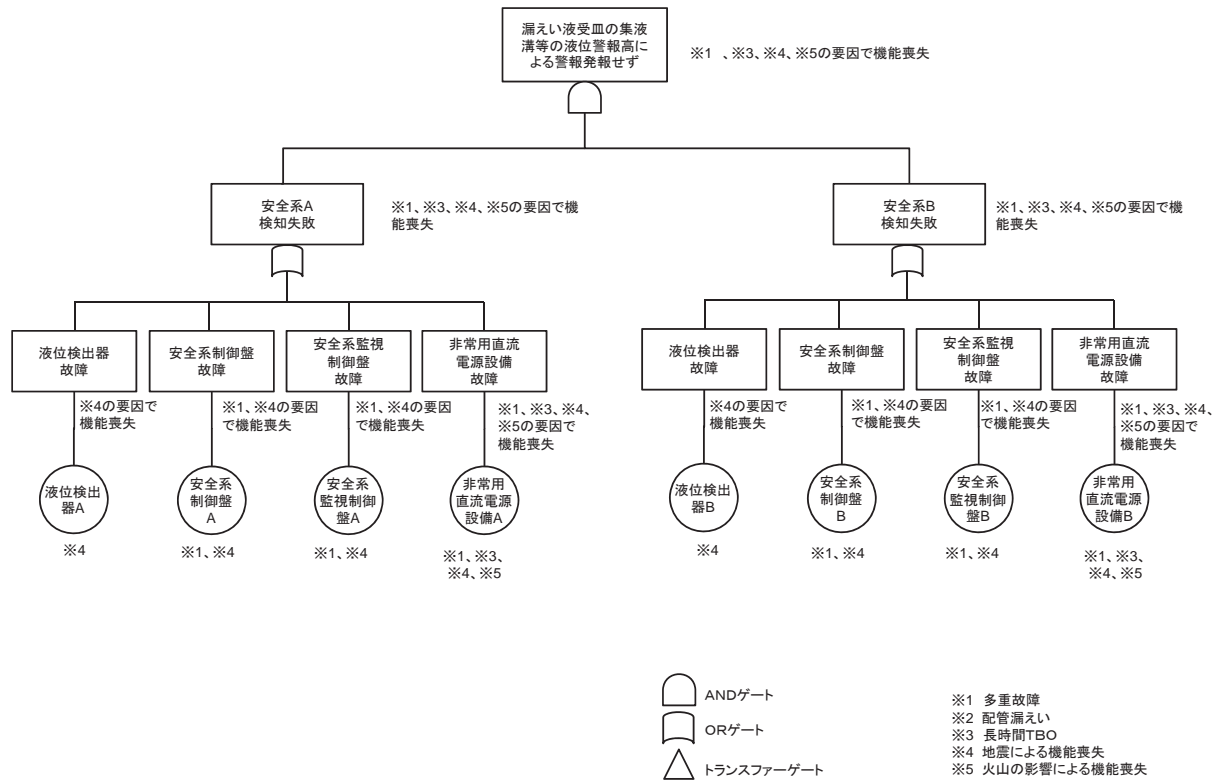 漏えい液受皿の集液
溝等の液位警報高に
よる警報発報せず
※1 、※3、※4、※5の要因で機能喪失
安全系A
検知失敗
※1、※3、※4、※5の要因で機
能喪失
安全系B
検知失敗
※1、※3、※4、※5の要因で機
能喪失
液位検出器
故障
安全系制御盤
故障
安全系監視
制御盤
故障
非常用直流
電源設備
故障
液位検出器
故障
安全系制御盤
故障
安全系監視
制御盤
故障
非常用直流
電源設備
故障
※4の要因で
機能喪失
※1、※4の要因
で機能喪失
※1、※4の要因
で機能喪失
※1、※3、※4、
※5の要因で
機能喪失
※4の要因で
機能喪失
※1、※4の要因
で機能喪失
※1、※4の要因
で機能喪失
※1、※3、※4、
※5の要因で
機能喪失
液位検出
器A
安全系
制御盤
A
安全系
監視制御
盤A
非常用
直流電源
設備A
液位検出
器B
安全系
制御盤
B
安全系
監視制御
盤B
非常用
直流電源
設備B
※4
※1、※4
※1、※4
※1、※3、
※4、※5
※4
※1、※4
※1、※4
※1、※3、
※4、※5
ANDゲート
ORゲート
トランスファーゲート
※1 多重故障
※2 配管漏えい
※3 長時間TBO
※4 地震による機能喪失
※5 火山の影響による機能喪失